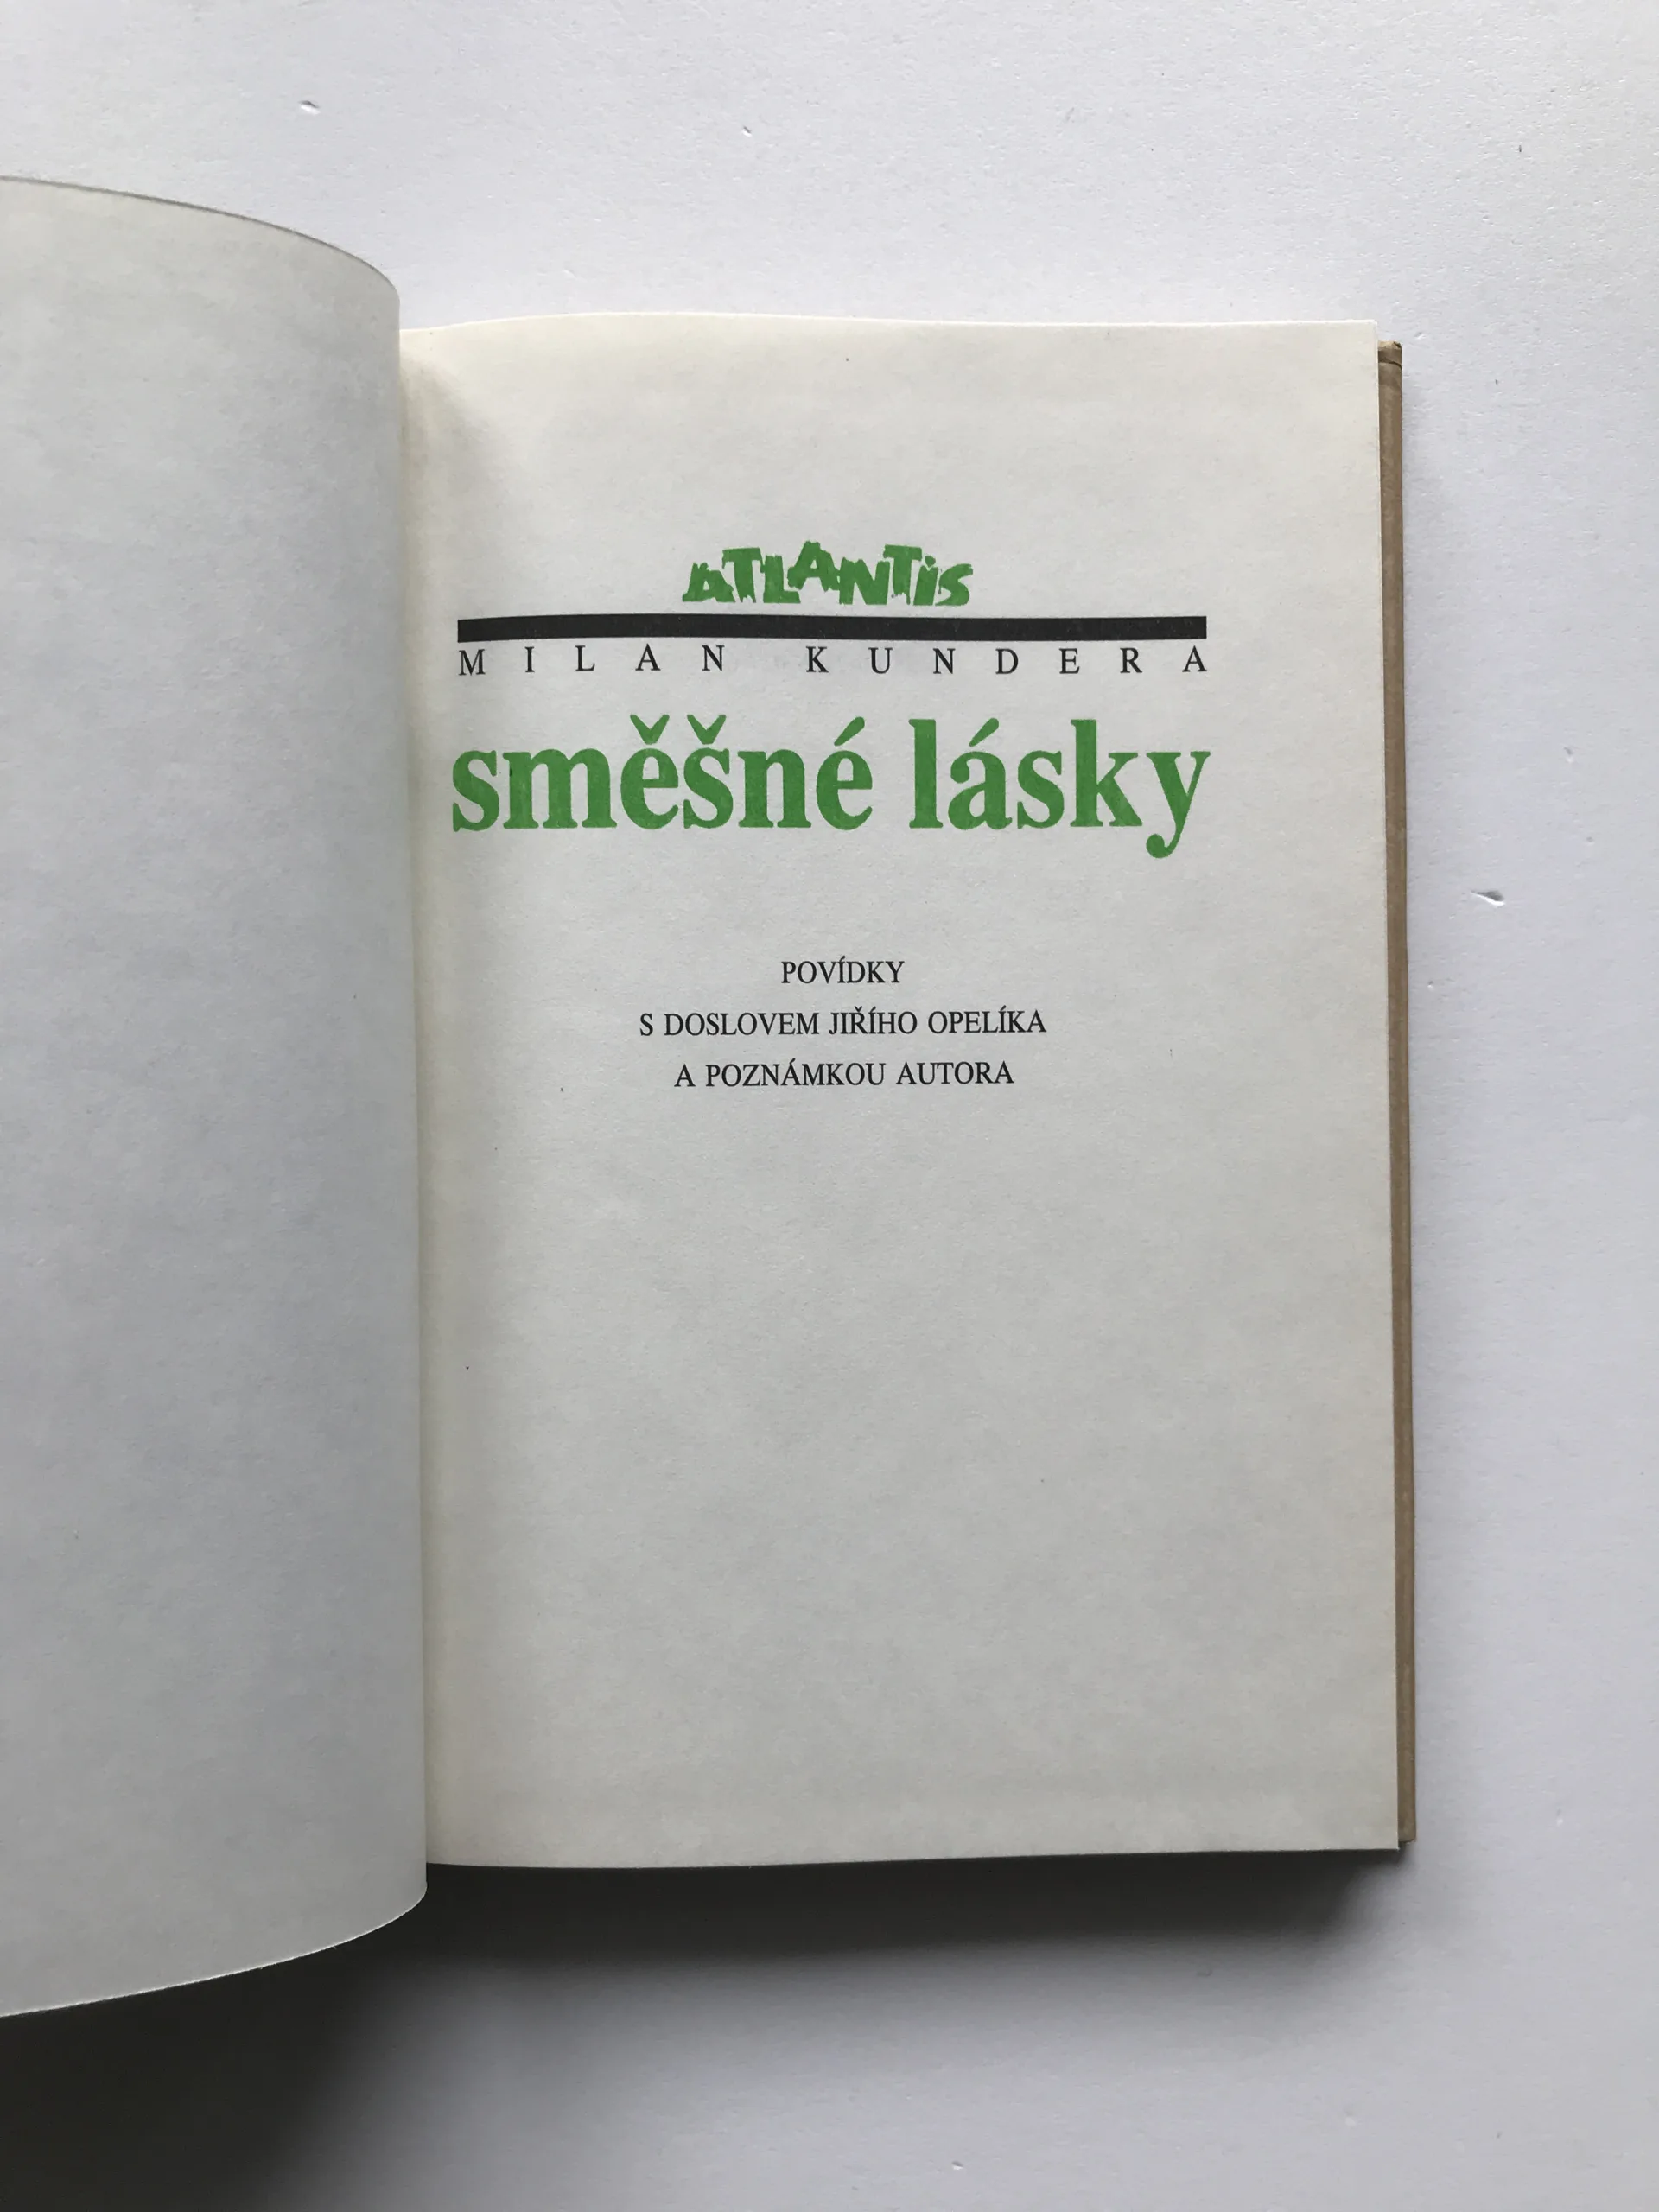 ATLANTIS
MILAN KUNDERA
směšné lásky
POVÍDKY
S DOSLOVEM JIŘÍHO OPELÍKA
A POZNÁMKOU AUTORA